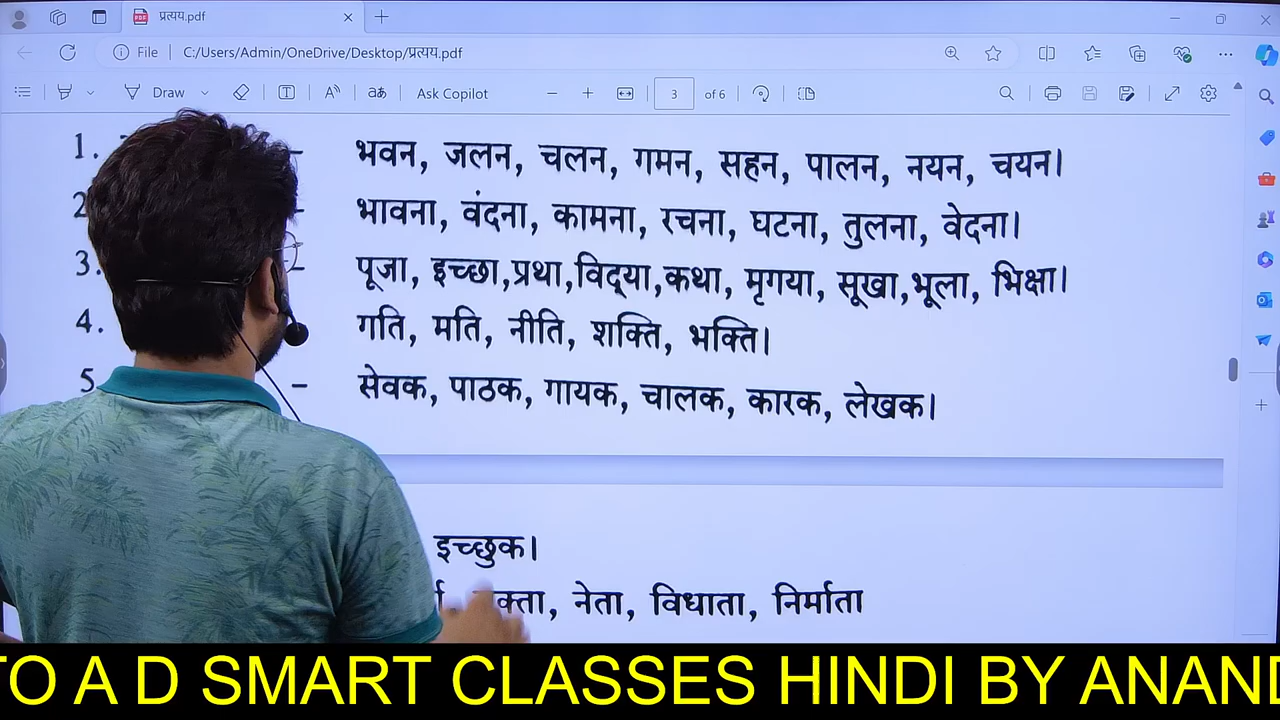 प्रत्यय.pdf
File C:/Users/Admin/OneDrive/Desktop/प्रत्यय.pdf
Draw A aあ Ask Copilot 3 of 6
1. – भवन, जलन, चलन, गमन, सहन, पालन, नयन, चयन।
2 - भावना, वंदना, कामना, रचना, घटना, तुलना, वेदना।
3. पूजा, इच्छा,प्रथा,विद्‌या,कथा, मृगया, सूखा,भूला, भिक्षा।
4. गति, मति, नीति, शक्ति, भक्ति।
5. – सेवक, पाठक, गायक, चालक, कारक, लेखक।
इच्छुक।
नेता, विधाता, निर्माता
TO A D SMART CLASSES HINDI BY ANAND